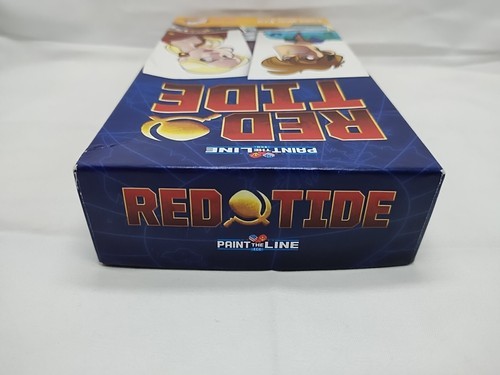 RED
TIDE
PAINT THE LINE
RED TIDE
PAINT THE LINE